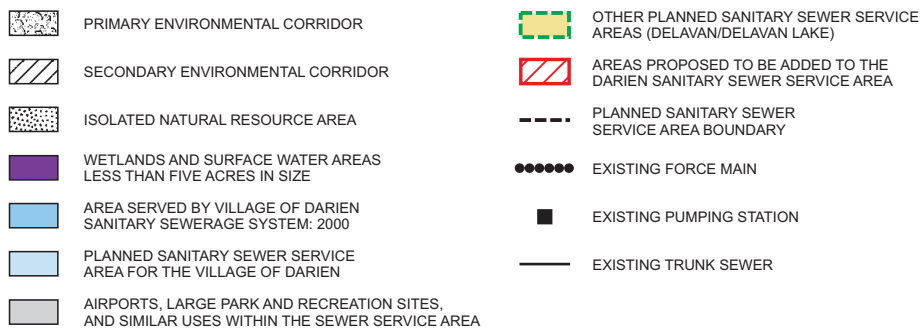 PRIMARY ENVIRONMENTAL CORRIDOR
SECONDARY ENVIRONMENTAL CORRIDOR
ISOLATED NATURAL RESOURCE AREA
WETLANDS AND SURFACE WATER AREAS
LESS THAN FIVE ACRES IN SIZE
AREA SERVED BY VILLAGE OF DARIEN
SANITARY SEWERAGE SYSTEM: 2000
PLANNED SANITARY SEWER SERVICE
AREA FOR THE VILLAGE OF DARIEN
AIRPORTS, LARGE PARK AND RECREATION SITES,
AND SIMILAR USES WITHIN THE SEWER SERVICE AREA
OTHER PLANNED SANITARY SEWER SERVICE
AREAS (DELAVAN/DELAVAN LAKE)
AREAS PROPOSED TO BE ADDED TO THE
DARIEN SANITARY SEWER SERVICE AREA
PLANNED SANITARY SEWER
SERVICE AREA BOUNDARY
EXISTING FORCE MAIN
EXISTING PUMPING STATION
EXISTING TRUNK SEWER